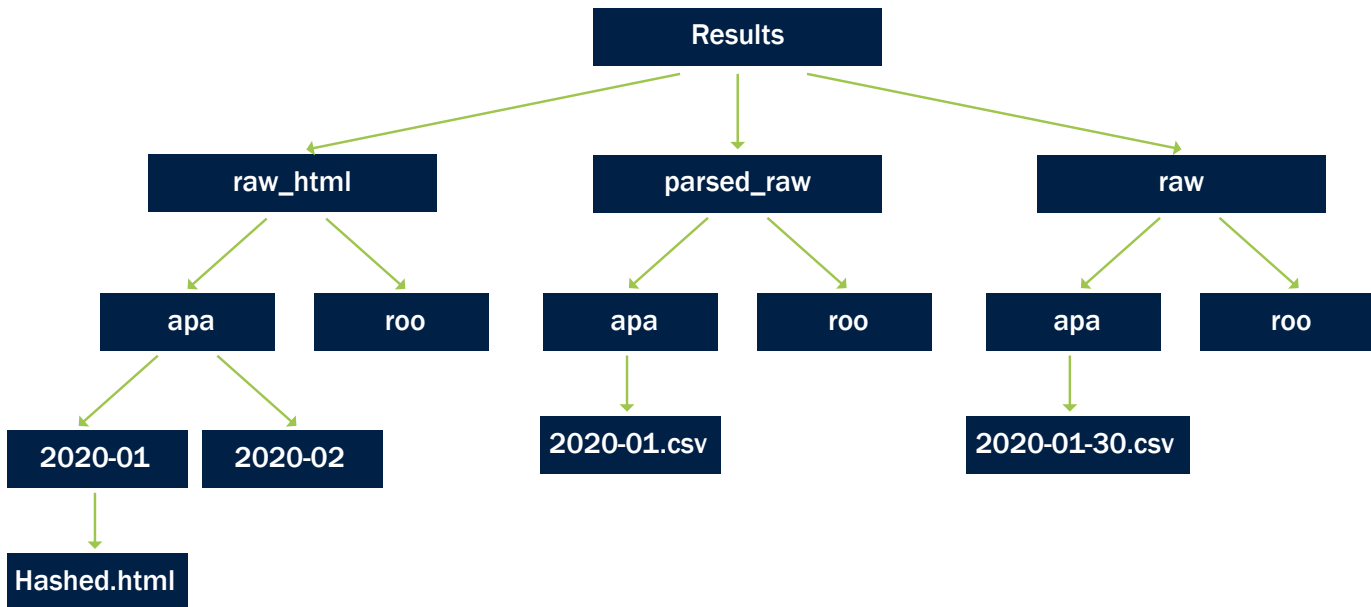 Results
raw_html
parsed_raw
raw
apa
roo
apa
roo
apa
roo
2020-01
2020-02
2020-01.csv
2020-01-30.csv
Hashed.html